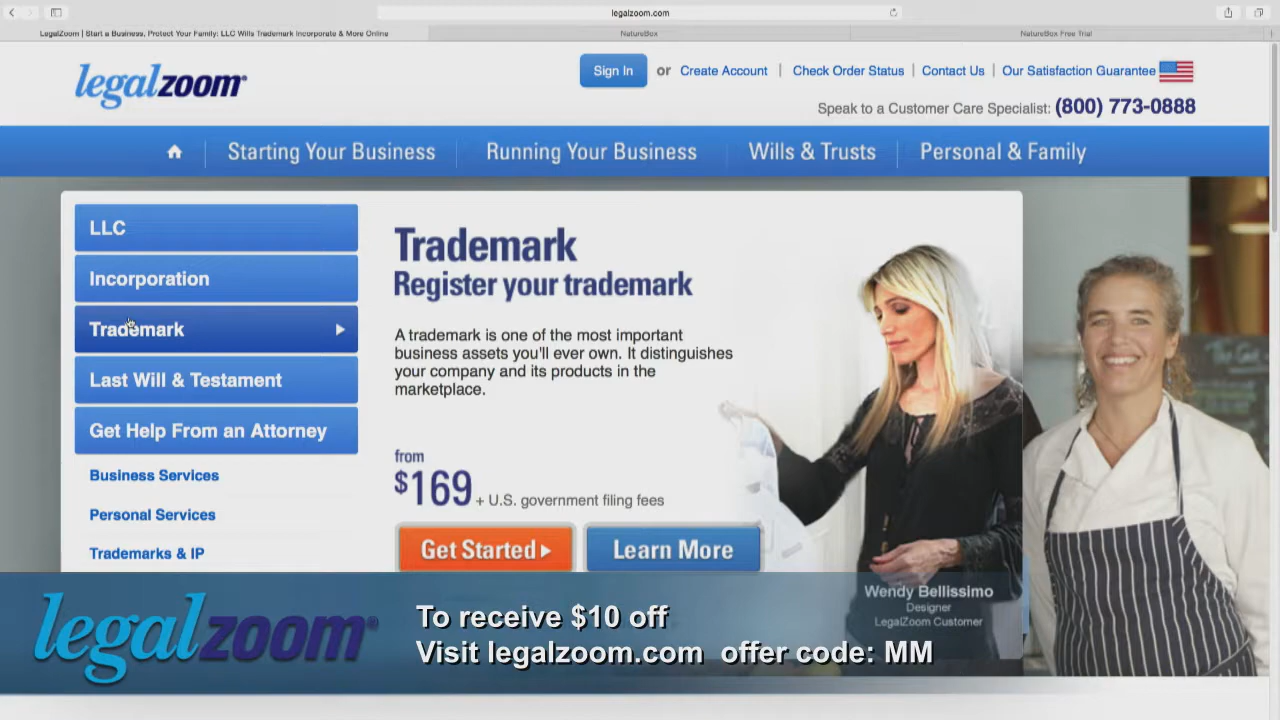 legalzoom.com
LegalZoom | Start a Business, Protect Your Family: LLC Wills Trademark Incorporate & More Online
NatureBox
NatureBox Free Trial
legalzoom
Sign In or Create Account | Check Order Status | Contact Us | Our Satisfaction Guarantee
Speak to a Customer Care Specialist: (800) 773-0888
Starting Your Business
Running Your Business
Wills & Trusts
Personal & Family
LLC
Incorporation
Trademark
Last Will & Testament
Get Help From an Attorney
Business Services
Personal Services
Trademarks & IP
Trademark
Register your trademark
A trademark is one of the most important
business assets you'll ever own. It distinguishes
your company and its products in the
marketplace.
from
$169 + U.S. government filing fees
Get Started
Learn More
Wendy Bellissimo
Designer
LegalZoom Customer
legalzoom®
To receive $10 off
Visit legalzoom.com offer code: MM